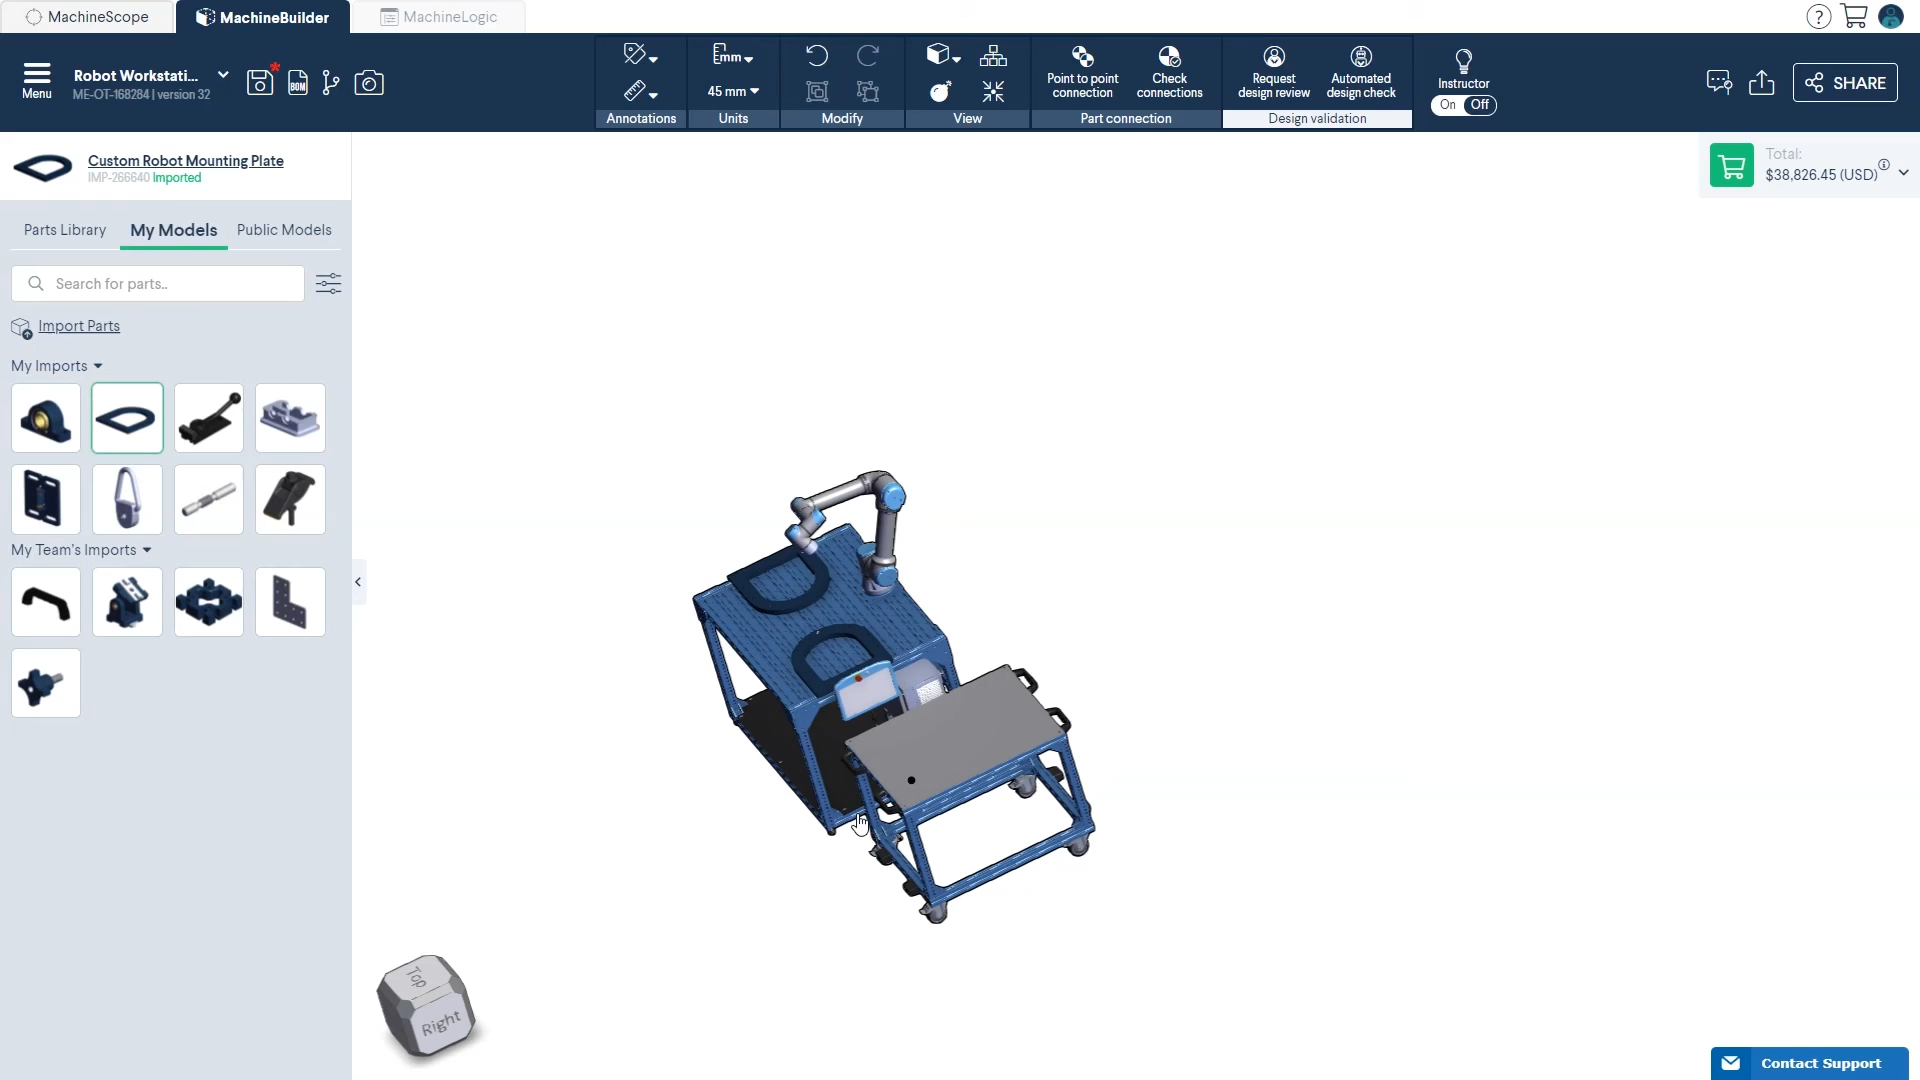 MachineScope
MachineBuilder
MachineLogic
?
Menu
Robot Workstati...
ME-OT-168284 | version 32
BOM
mm
45 mm
Annotations
Units
Modify
View
Point to point
connection
Check
connections
Part connection
Request
design review
Automated
design check
Design validation
Instructor
On Off
SHARE
Custom Robot Mounting Plate
IMP-266640 Imported
Total:
$38,826.45 (USD)
Parts Library
My Models
Public Models
Search for parts..
Import Parts
My Imports
My Team's Imports
Top
Right
Contact Support